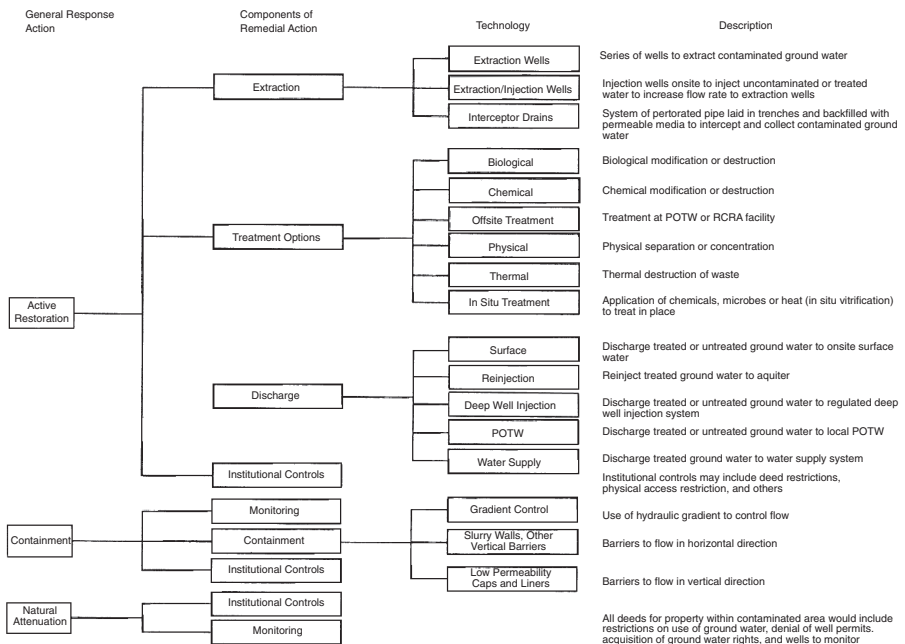 General Response
Action
Components of
Remedial Action
Technology
Description
Active
Restoration
Extraction
Extraction Wells
Series of wells to extract contaminated ground water
Extraction/Injection Wells
Injection wells onsite to inject uncontaminated or treated
water to increase flow rate to extraction wells
Interceptor Drains
System of pertorated pipe laid in trenches and backfilled with
permeable media to intercept and collect contaminated ground
water
Treatment Options
Biological
Biological modification or destruction
Chemical
Chemical modification or destruction
Offsite Treatment
Treatment at POTW or RCRA facility
Physical
Physical separation or concentration
Thermal
Thermal destruction of waste
In Situ Treatment
Application of chemicals, microbes or heat (in situ vitrification)
to treat in place
Discharge
Surface
Discharge treated or untreated ground water to onsite surface
water
Reinjection
Reinject treated ground water to aquiter
Deep Well Injection
Discharge treated or untreated ground water to regulated deep
well injection system
POTW
Discharge treated or untreated ground water to local POTW
Water Supply
Discharge treated ground water to water supply system
Institutional Controls
Institutional controls may include deed restrictions,
physical access restriction, and others
Containment
Monitoring
Containment
Institutional Controls
Gradient Control
Use of hydraulic gradient to control flow
Slurry Walls, Other
Vertical Barriers
Barriers to flow in horizontal direction
Low Permeability
Caps and Liners
Barriers to flow in vertical direction
Natural
Attenuation
Institutional Controls
Monitoring
All deeds for property within contaminated area would include
restrictions on use of ground water, denial of well permits.
acquisition of ground water rights, and wells to monitor